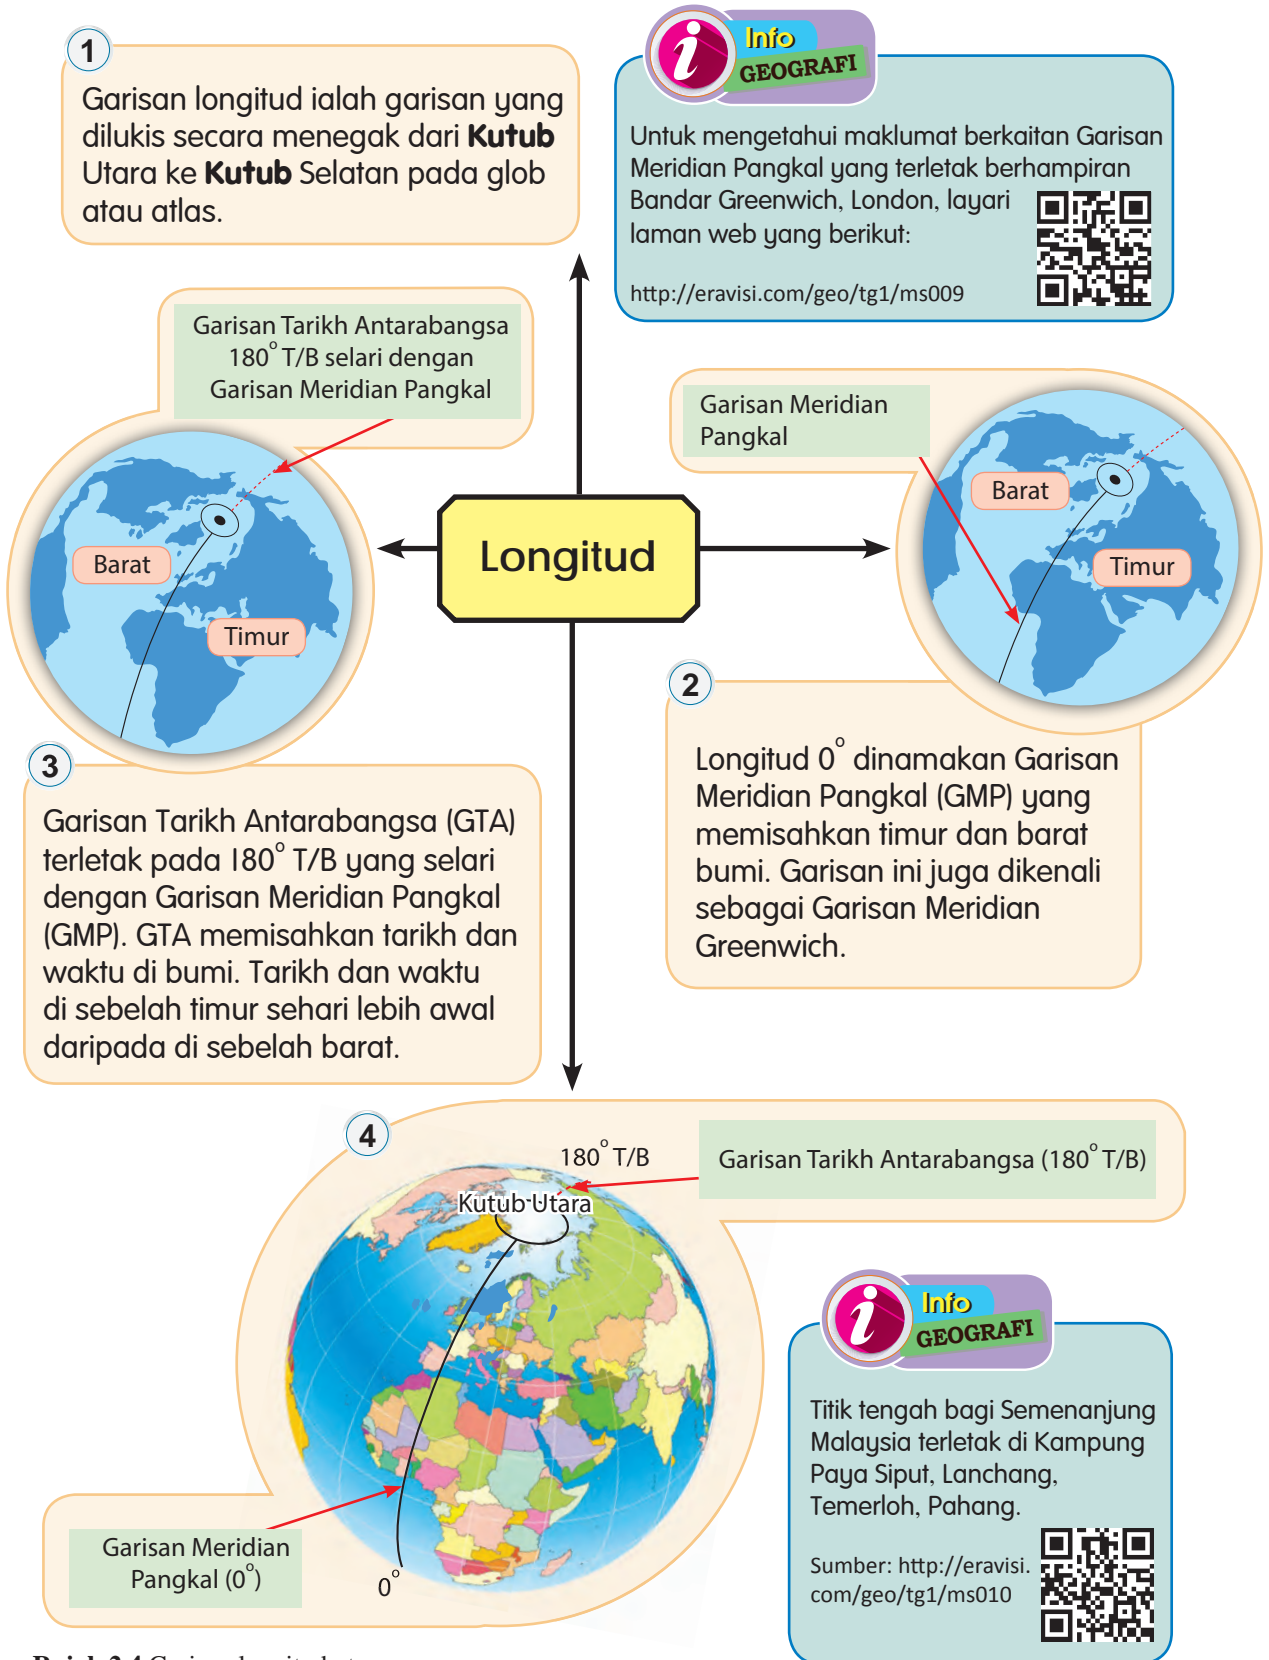 1
Garisan longitud ialah garisan yang
dilukis secara menegak dari Kutub
Utara ke Kutub Selatan pada glob
atau atlas.
i
Info
GEOGRAFI
Untuk mengetahui maklumat berkaitan Garisan
Meridian Pangkal yang terletak berhampiran
Bandar Greenwich, London, layari
laman web yang berikut:
http://eravisi.com/geo/tg1/ms009
Garisan Tarikh Antarabangsa
180° T/B selari dengan
Garisan Meridian Pangkal
Barat
Timur
Garisan Meridian
Pangkal
Barat
Timur
Longitud
2
Longitud 0° dinamakan Garisan
Meridian Pangkal (GMP) yang
memisahkan timur dan barat
bumi. Garisan ini juga dikenali
sebagai Garisan Meridian
Greenwich.
3
Garisan Tarikh Antarabangsa (GTA)
terletak pada 180° T/B yang selari
dengan Garisan Meridian Pangkal
(GMP). GTA memisahkan tarikh dan
waktu di bumi. Tarikh dan waktu
di sebelah timur sehari lebih awal
daripada di sebelah barat.
4
180° T/B
Garisan Tarikh Antarabangsa (180° T/B)
Kutub Utara
Garisan Meridian
Pangkal (0°)
0°
i
Info
GEOGRAFI
Titik tengah bagi Semenanjung
Malaysia terletak di Kampung
Paya Siput, Lanchang,
Temerloh, Pahang.
Sumber: http://eravisi.
com/geo/tg1/ms010